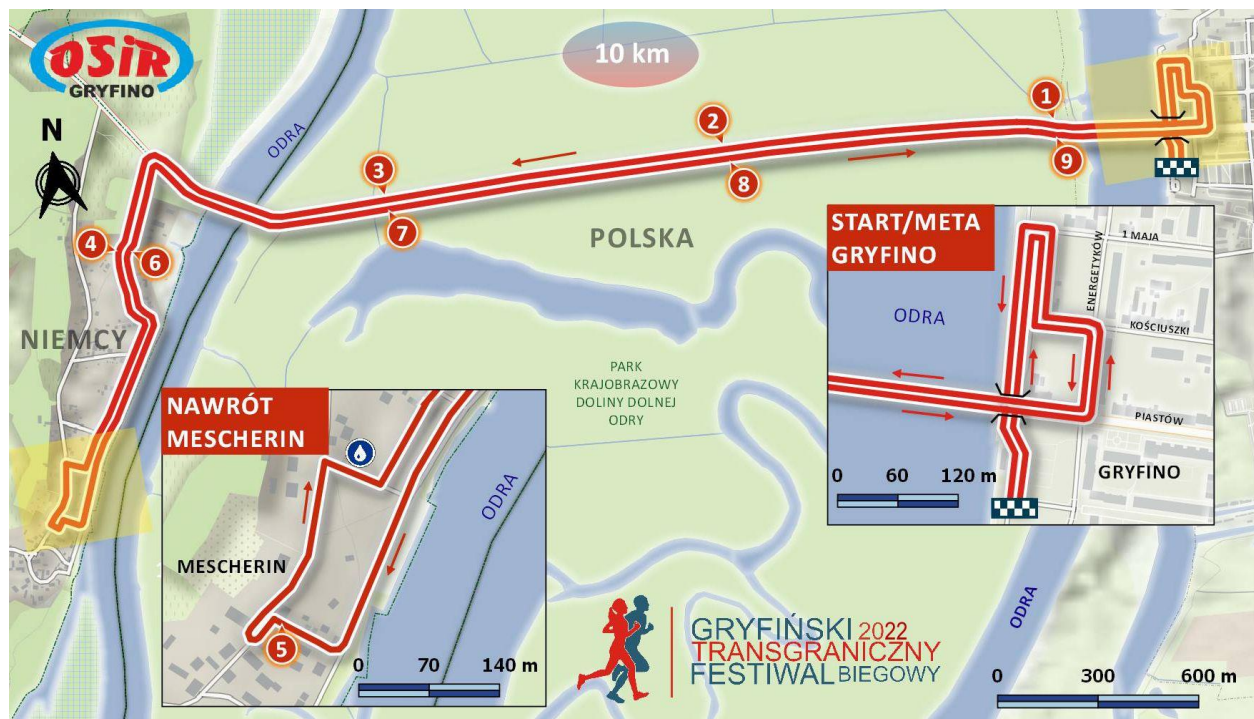 OSiR
GRYFINO
10 km
N
ODRA
1
2
3
4
5
6
7
8
9
POLSKA
NIEMCY
START/META
GRYFINO
1 MAJA
ENERGETYKÓW
ODRA
KOŚCIUSZKI
PIASTÓW
GRYFINO
0 60 120 m
PARK
KRAJOBRAZOWY
DOLINY DOLNEJ
ODRY
NAWRÓT
MESCHERIN
ODRA
MESCHERIN
0 70 140 m
GRYFIŃSKI 2022
TRANSGRANICZNY
FESTIWAL BIEGOWY
ODRA
0 300 600 m